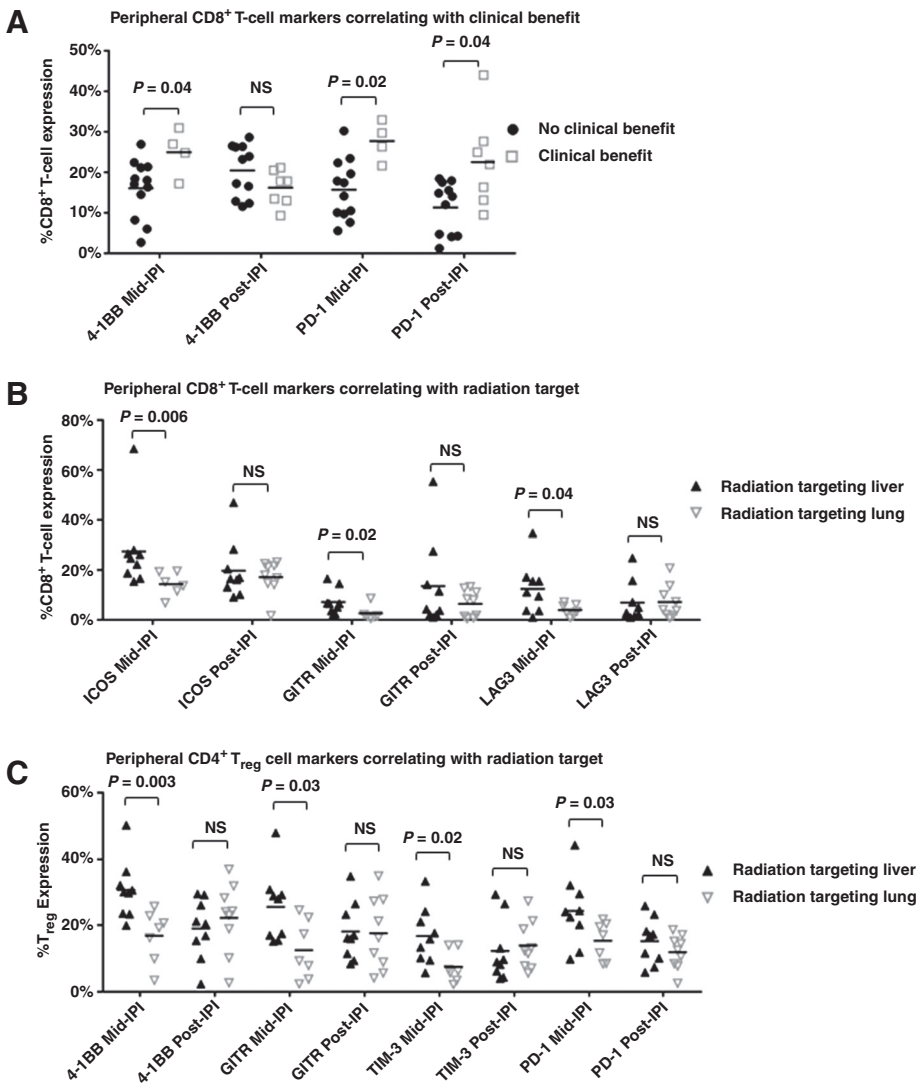 A
Peripheral CD8+ T-cell markers correlating with clinical benefit
%CD8+ T-cell expression
50%
40%
30%
20%
10%
0%
P = 0.04
NS
P = 0.02
P = 0.04
No clinical benefit
Clinical benefit
4-1BB Mid-IPI
4-1BB Post-IPI
PD-1 Mid-IPI
PD-1 Post-IPI
B
Peripheral CD8+ T-cell markers correlating with radiation target
%CD8+ T-cell expression
80%
60%
40%
20%
0%
P = 0.006
NS
P = 0.02
NS
P = 0.04
NS
Radiation targeting liver
Radiation targeting lung
ICOS Mid-IPI
ICOS Post-IPI
GITR Mid-IPI
GITR Post-IPI
LAG3 Mid-IPI
LAG3 Post-IPI
C
Peripheral CD4+ Treg cell markers correlating with radiation target
%Treg Expression
60%
40%
20%
0%
P = 0.003
NS
P = 0.03
NS
P = 0.02
NS
P = 0.03
NS
Radiation targeting liver
Radiation targeting lung
4-1BB Mid-IPI
4-1BB Post-IPI
GITR Mid-IPI
GITR Post-IPI
TIM-3 Mid-IPI
TIM-3 Post-IPI
PD-1 Mid-IPI
PD-1 Post-IPI